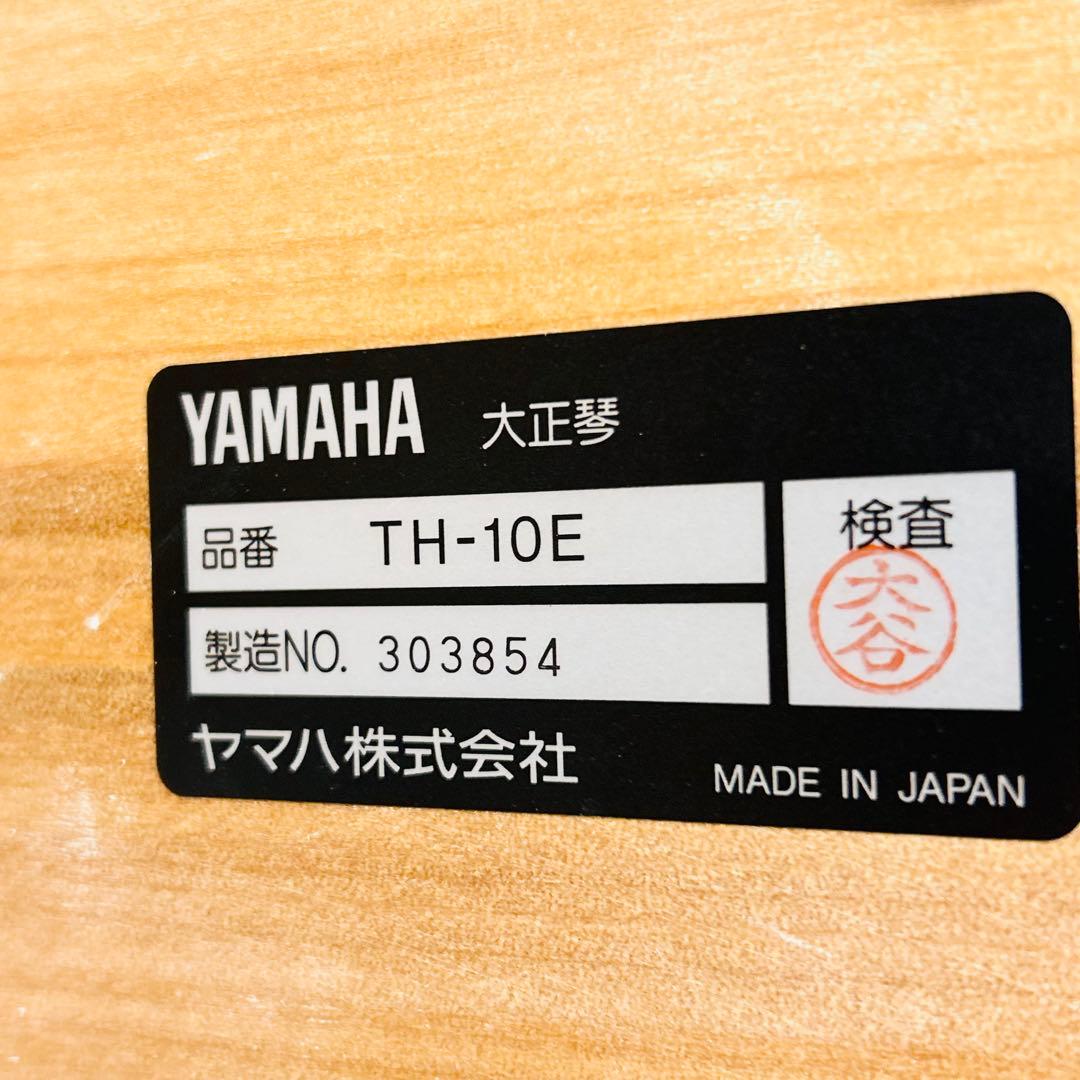 YAMAHA 大正琴
品番 TH-10E
製造NO. 303854
検査
大谷
ヤマハ株式会社
MADE IN JAPAN